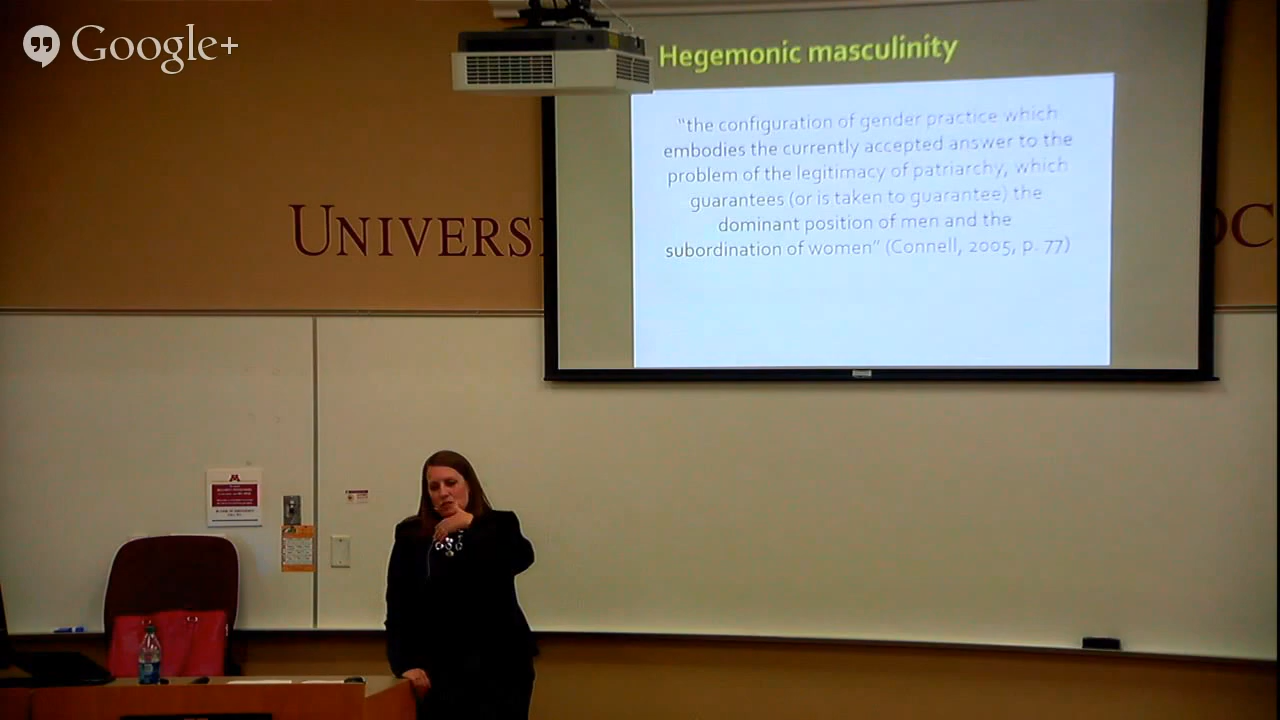 Google+
Hegemonic masculinity
“the configuration of gender practice which
embodies the currently accepted answer to the
problem of the legitimacy of patriarchy, which
guarantees (or is taken to guarantee) the
dominant position of men and the
subordination of women” (Connell, 2005, p. 77)
UNIVERSI
OC
M